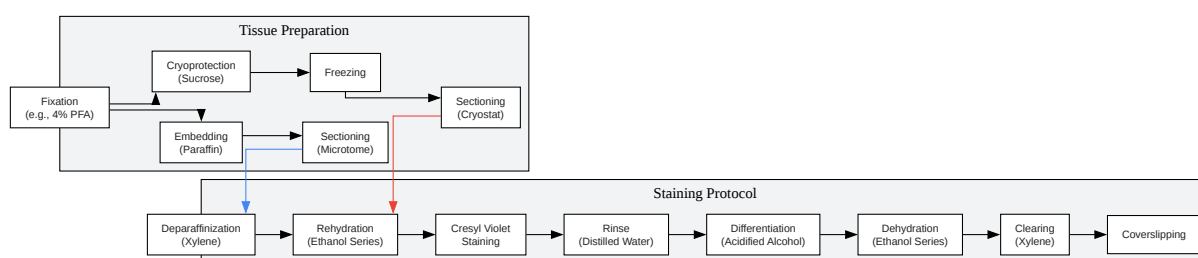 Tissue Preparation
Cryoprotection
(Sucrose)
Freezing
Fixation
(e.g., 4% PFA)
Sectioning
(Cryostat)
Embedding
(Paraffin)
Sectioning
(Microtome)
Staining Protocol
Deparaffinization
(Xylene)
Rehydration
(Ethanol Series)
Cresyl Violet
Staining
Rinse
(Distilled Water)
Differentiation
(Acidified Alcohol)
Dehydration
(Ethanol Series)
Clearing
(Xylene)
Coverslipping